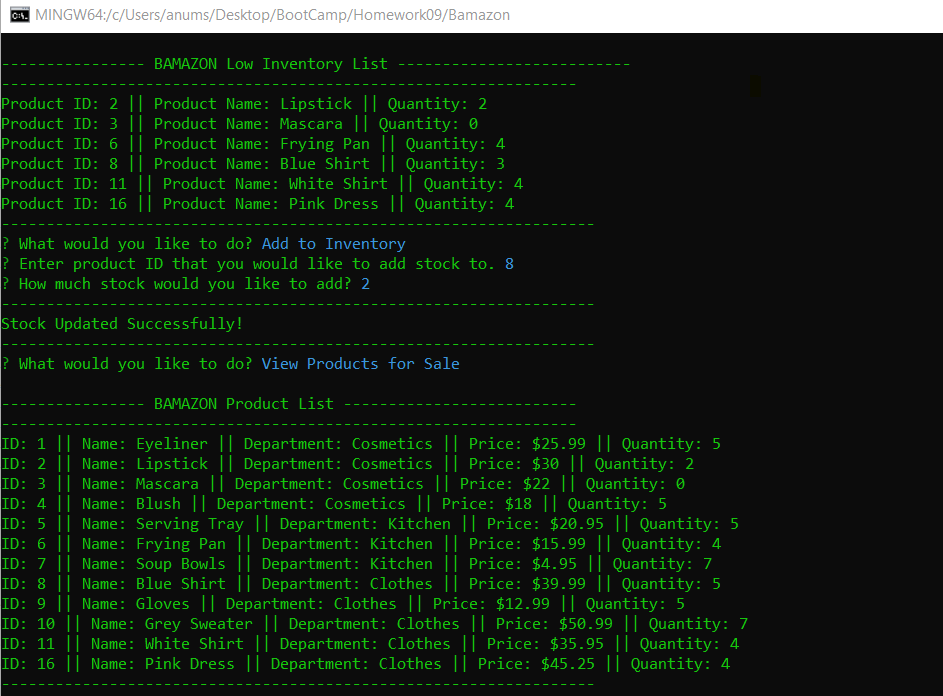 MINGW64:/c/Users/anums/Desktop/BootCamp/Homework09/Bamazon
---------------- BAMAZON Low Inventory List --------------------------
----------------------------------------------------------------
Product ID: 2 || Product Name: Lipstick || Quantity: 2
Product ID: 3 || Product Name: Mascara || Quantity: 0
Product ID: 6 || Product Name: Frying Pan || Quantity: 4
Product ID: 8 || Product Name: Blue Shirt || Quantity: 3
Product ID: 11 || Product Name: White Shirt || Quantity: 4
Product ID: 16 || Product Name: Pink Dress || Quantity: 4
------------------------------------------------------------------
? What would you like to do? Add to Inventory
? Enter product ID that you would like to add stock to. 8
? How much stock would you like to add? 2
------------------------------------------------------------------
Stock Updated Successfully!
------------------------------------------------------------------
? What would you like to do? View Products for Sale
---------------- BAMAZON Product List --------------------------
----------------------------------------------------------------
ID: 1 || Name: Eyeliner || Department: Cosmetics || Price: $25.99 || Quantity: 5
ID: 2 || Name: Lipstick || Department: Cosmetics || Price: $30 || Quantity: 2
ID: 3 || Name: Mascara || Department: Cosmetics || Price: $22 || Quantity: 0
ID: 4 || Name: Blush || Department: Cosmetics || Price: $18 || Quantity: 5
ID: 5 || Name: Serving Tray || Department: Kitchen || Price: $20.95 || Quantity: 5
ID: 6 || Name: Frying Pan || Department: Kitchen || Price: $15.99 || Quantity: 4
ID: 7 || Name: Soup Bowls || Department: Kitchen || Price: $4.95 || Quantity: 7
ID: 8 || Name: Blue Shirt || Department: Clothes || Price: $39.99 || Quantity: 5
ID: 9 || Name: Gloves || Department: Clothes || Price: $12.99 || Quantity: 5
ID: 10 || Name: Grey Sweater || Department: Clothes || Price: $50.99 || Quantity: 7
ID: 11 || Name: White Shirt || Department: Clothes || Price: $35.95 || Quantity: 4
ID: 16 || Name: Pink Dress || Department: Clothes || Price: $45.25 || Quantity: 4
------------------------------------------------------------------